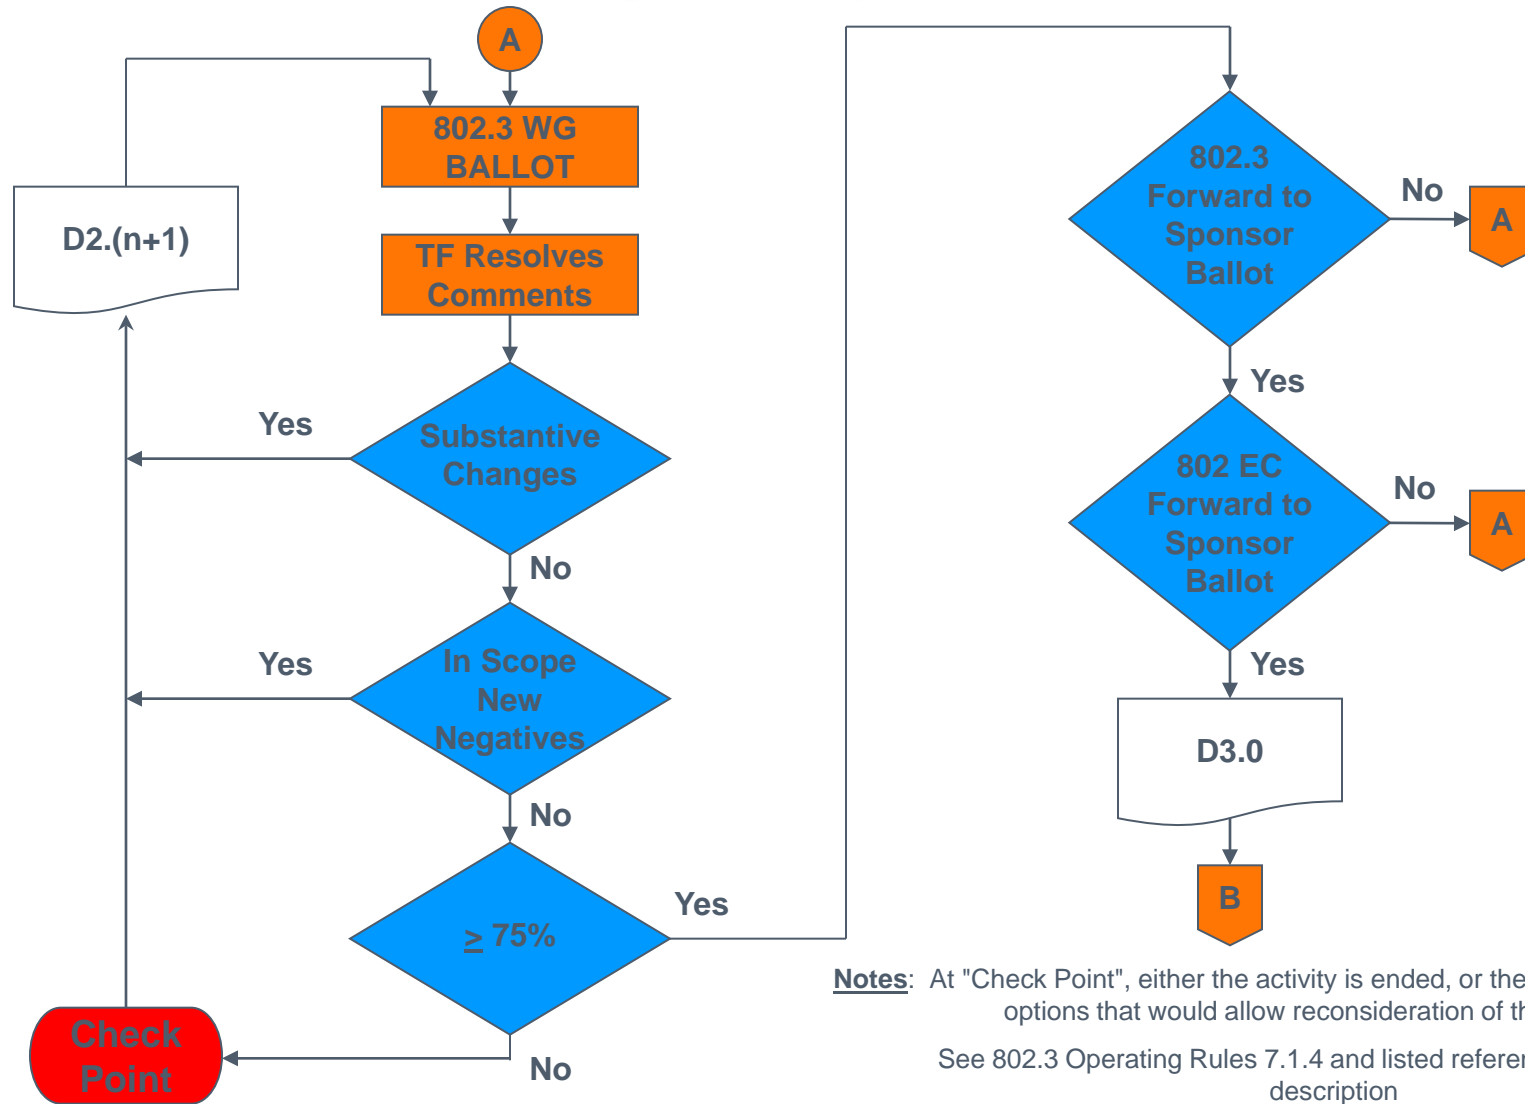 A
802.3 WG
BALLOT
D2.(n+1)
TF Resolves
Comments
Yes
Substantive
Changes
No
Yes
In Scope
New
Negatives
No
≥ 75%
Yes
No
Check
Point
802.3
Forward to
Sponsor
Ballot
No
A
Yes
802 EC
Forward to
Sponsor
Ballot
No
A
Yes
D3.0
B
Notes: At "Check Point", either the activity is ended, or the
options that would allow reconsideration of
See 802.3 Operating Rules 7.1.4 and listed
description